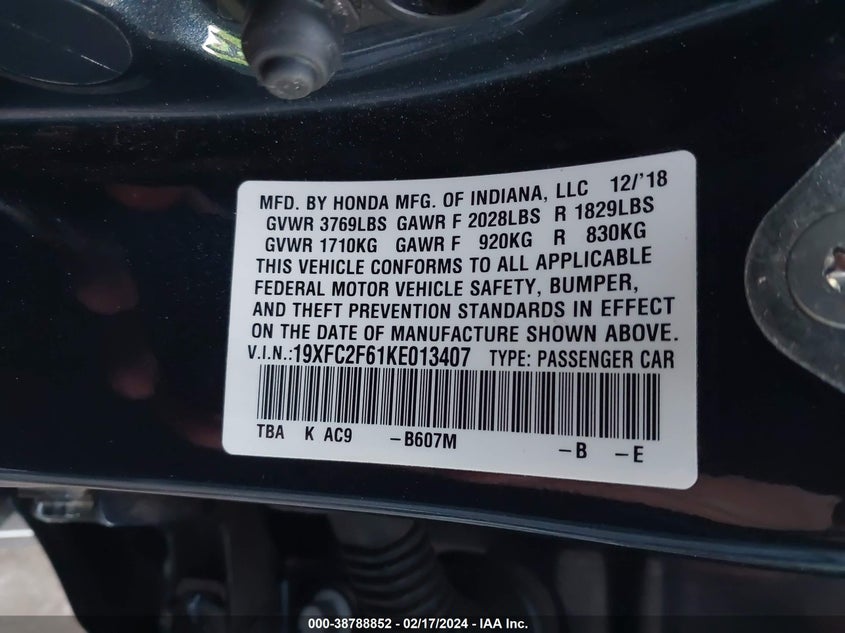 MFD. BY HONDA MFG. OF INDIANA, LLC 12/'18
GVWR 3769LBS GAWR F 2028LBS R 1829LBS
GVWR 1710KG GAWR F 920KG R 830KG
THIS VEHICLE CONFORMS TO ALL APPLICABLE
FEDERAL MOTOR VEHICLE SAFETY, BUMPER,
AND THEFT PREVENTION STANDARDS IN EFFECT
ON THE DATE OF MANUFACTURE SHOWN ABOVE.
V.I.N.:19XFC2F61KE013407 TYPE: PASSENGER CAR
TBA K AC9 -B607M -B -E
000-38788852 - 02/17/2024 - IAA Inc.